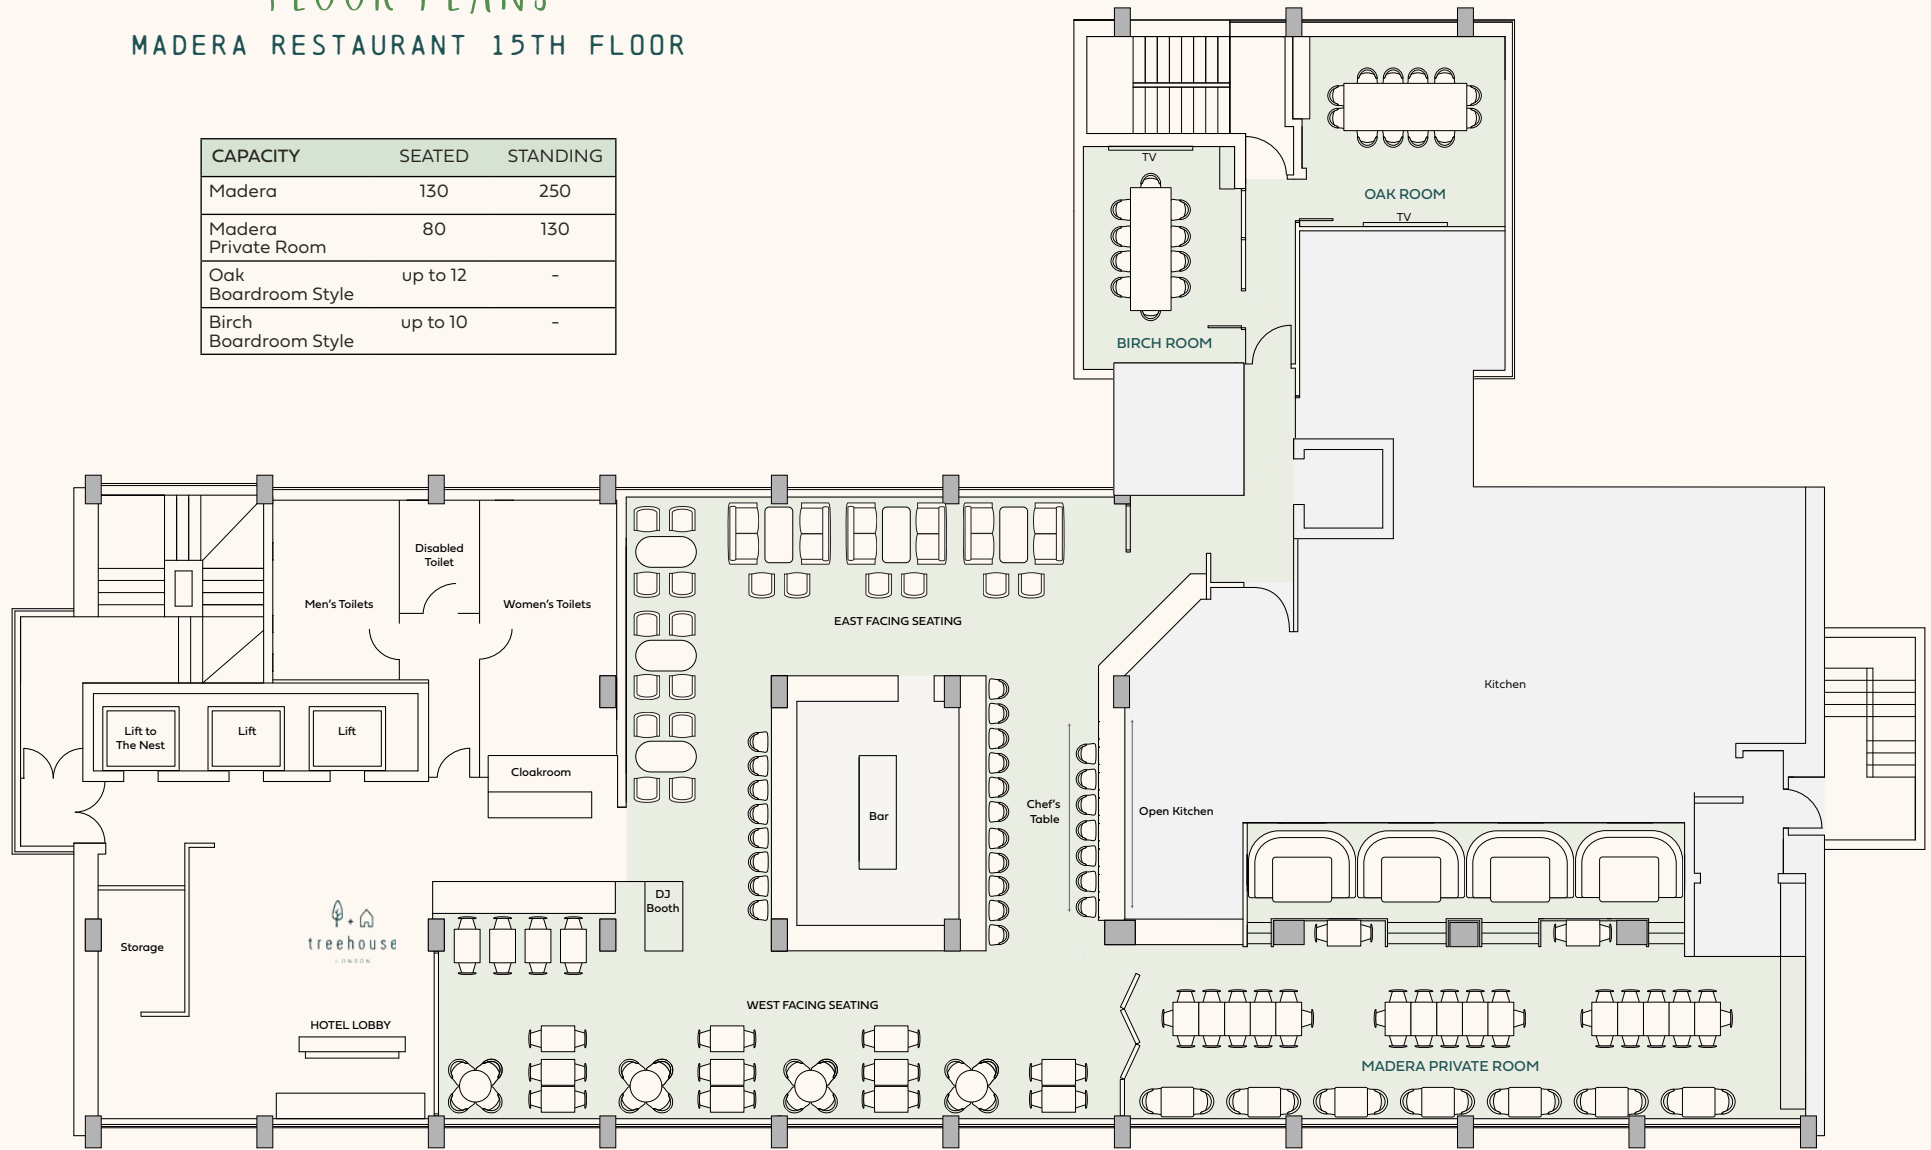 FLOOR PLANS
MADERA RESTAURANT 15TH FLOOR
CAPACITY SEATED STANDING
Madera 130 250
Madera
Private Room 80 130
Oak
Boardroom Style up to 12 -
Birch
Boardroom Style up to 10 -
TV
OAK ROOM
TV
BIRCH ROOM
Disabled
Toilet
Men's Toilets
Women's Toilets
EAST FACING SEATING
Kitchen
Lift to
The Nest
Lift
Lift
Cloakroom
Bar
Chef's
Table
Open Kitchen
DJ
Booth
Storage
treehouse
LONDON
HOTEL LOBBY
WEST FACING SEATING
MADERA PRIVATE ROOM